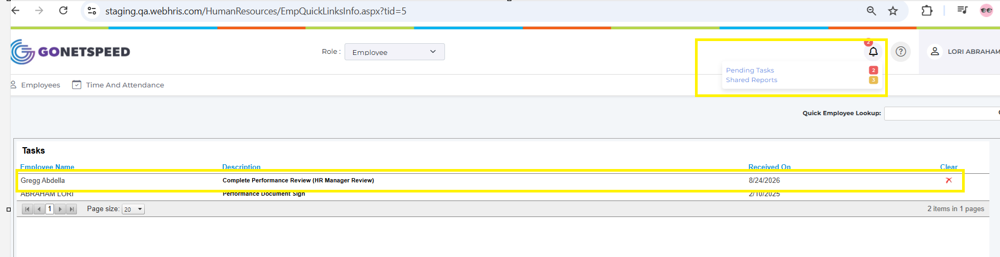 staging.qa.webhris.com/HumanResources/EmpQuickLinksInfo.aspx?tid=5
GONETSPEED
Role :
Employee
2
?
LORI ABRAHAM
Pending Tasks 2
Shared Reports 3
Employees
Time And Attendance
Quick Employee Lookup:
Tasks
Employee Name Description Received On Clear
Gregg Abdella Complete Performance Review (HR Manager Review) 8/24/2026
ABRAHAM LORI Performance Document Sign 2/10/2025
1 Page size: 20 2 items in 1 pages